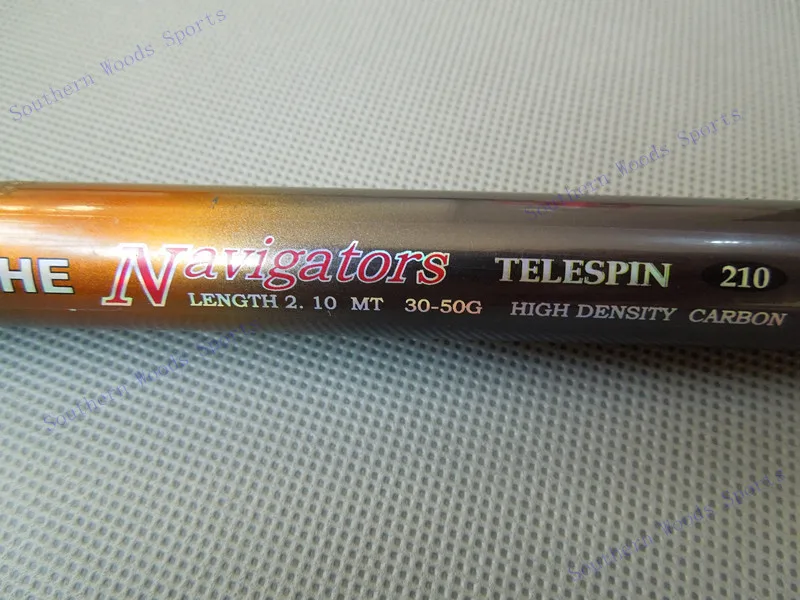 Southern Woods Sports
Southern Woods Sports
HE Navigators TELESPIN 210
LENGTH 2. 10 MT 30-50G HIGH DENSITY CARBON
Southern Woods Sports
Southern Woods Sports